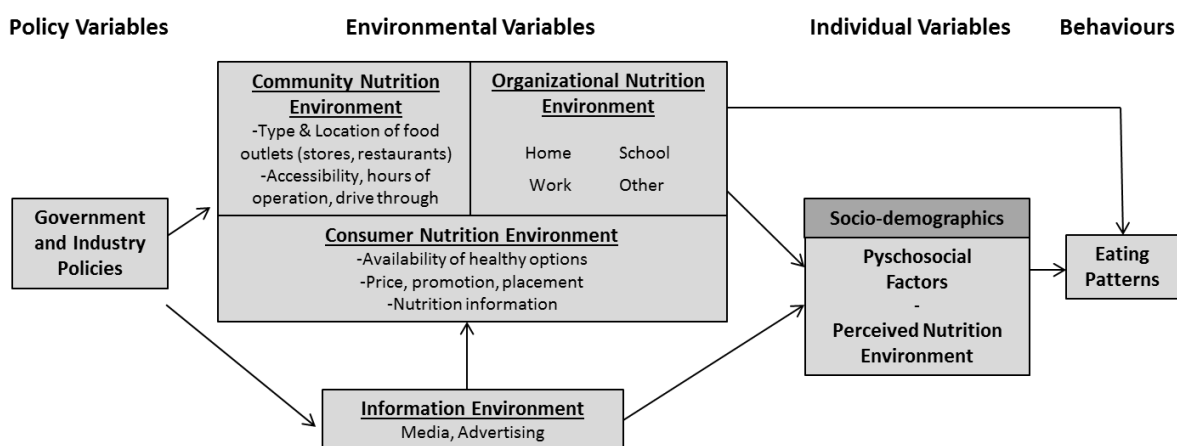 Policy Variables
Environmental Variables
Individual Variables
Behaviours
Community Nutrition
Environment
-Type & Location of food
outlets (stores, restaurants)
-Accessibility, hours of
operation, drive through
Organizational Nutrition
Environment
Home School
Work Other
Consumer Nutrition Environment
-Availability of healthy options
-Price, promotion, placement
-Nutrition information
Government
and Industry
Policies
Information Environment
Media, Advertising
Socio-demographics
Pyschosocial
Factors
-
Perceived Nutrition
Environment
Eating
Patterns